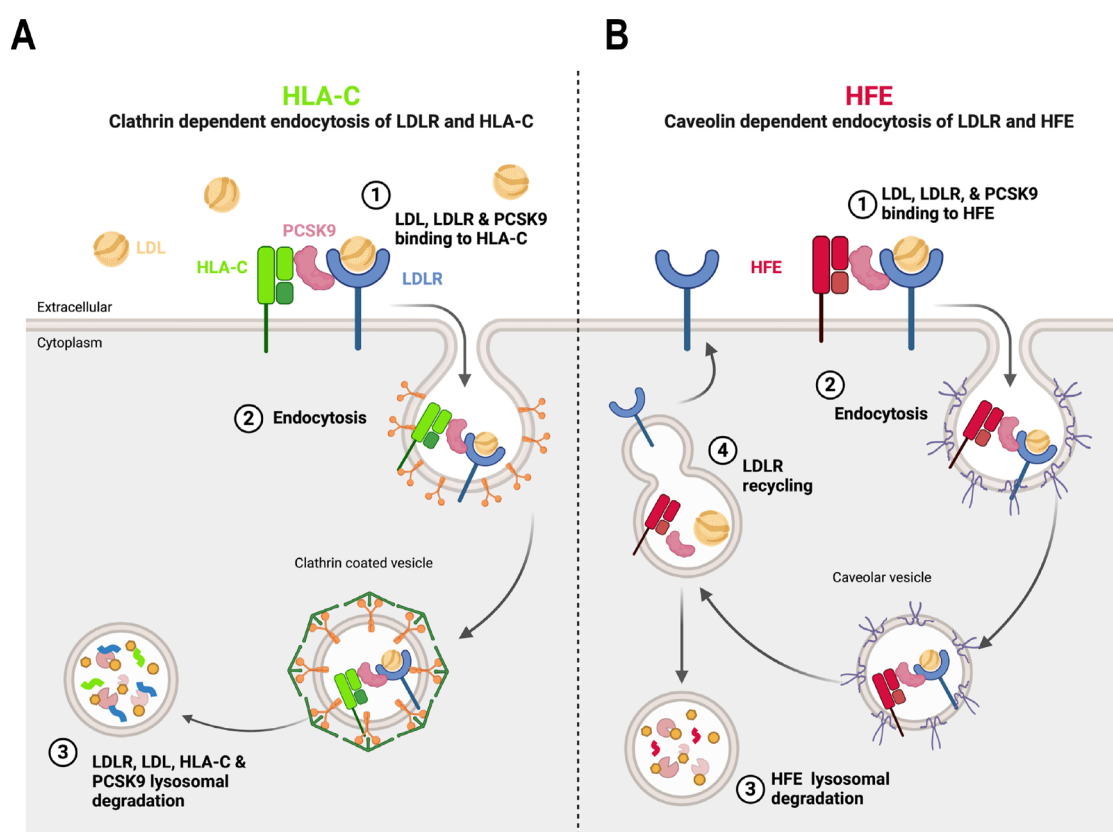 A
HLA-C
Clathrin dependent endocytosis of LDLR and HLA-C
1
LDL, LDLR & PCSK9
binding to HLA-C
PCSK9
LDL
HLA-C
LDLR
Extracellular
Cytoplasm
2
Endocytosis
Clathrin coated vesicle
3
LDLR, LDL, HLA-C &
PCSK9 lysosomal
degradation
B
HFE
Caveolin dependent endocytosis of LDLR and HFE
1
LDL, LDLR, & PCSK9
binding to HFE
HFE
2
Endocytosis
4
LDLR
recycling
Caveolar vesicle
3
HFE lysosomal
degradation